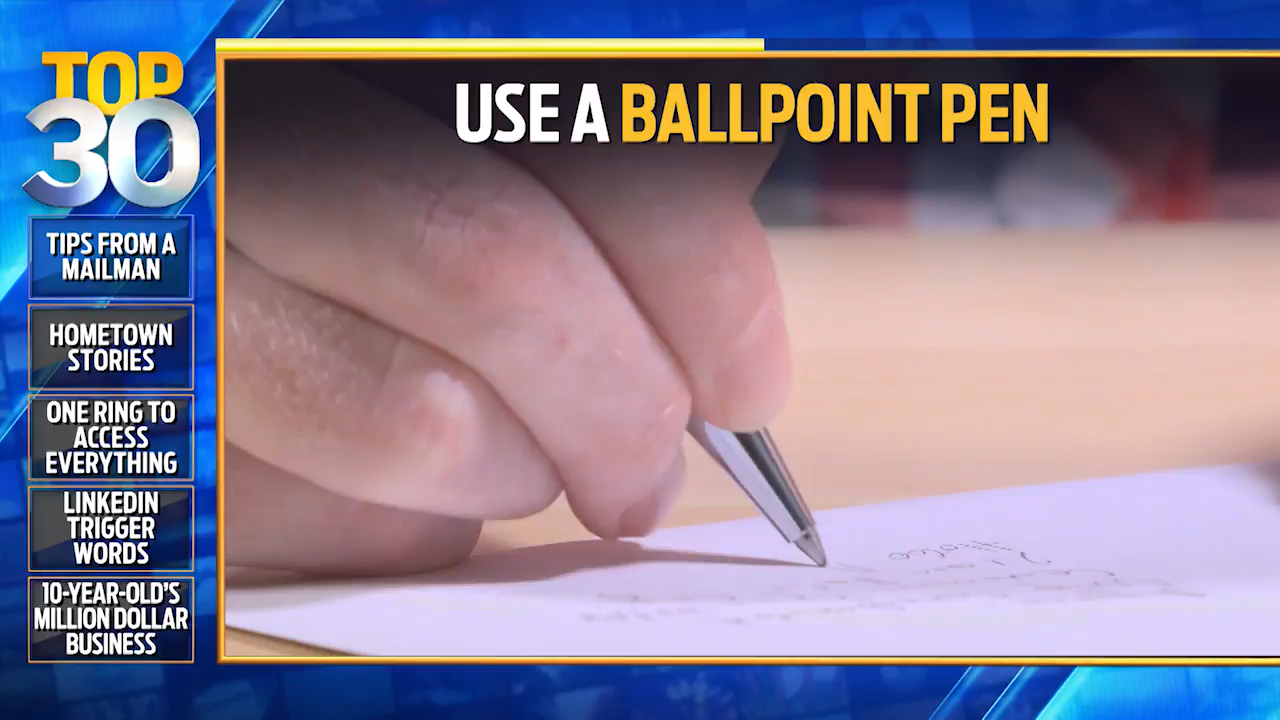 TOP
30
TIPS FROM A
MAILMAN
HOMETOWN
STORIES
ONE RING TO
ACCESS
EVERYTHING
LINKEDIN
TRIGGER
WORDS
10-YEAR-OLD'S
MILLION DOLLAR
BUSINESS
USE A BALLPOINT PEN